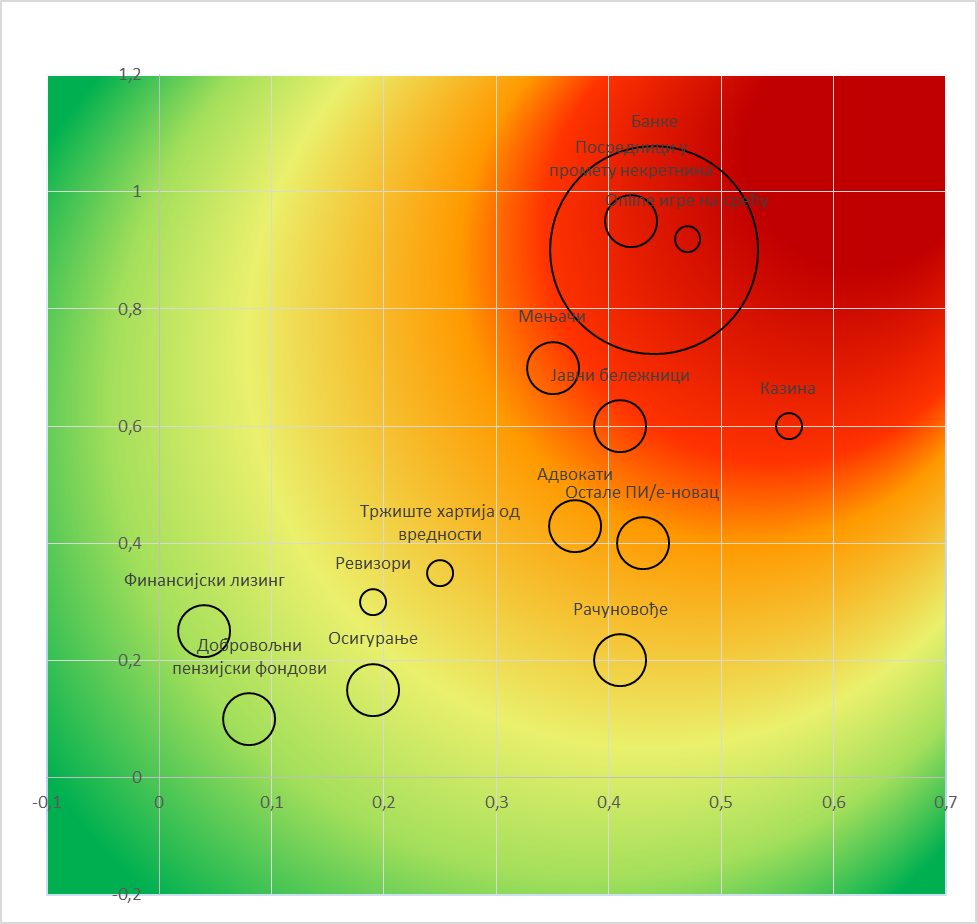 1,2
Банке
Посредници у
промету некретнина
1
Online игре на срећу
0,8
Мењачи
Јавни бележници
Казина
0,6
Адвокати
Остале ПИ/е-новац
Тржиште хартија од
вредности
0,4
Ревизори
Финансијски лизинг
Рачуновође
Осигурање
Добровољни
пензијски фондови
0,2
0
-0,1 0 0,1 0,2 0,3 0,4 0,5 0,6 0,7
-0,2